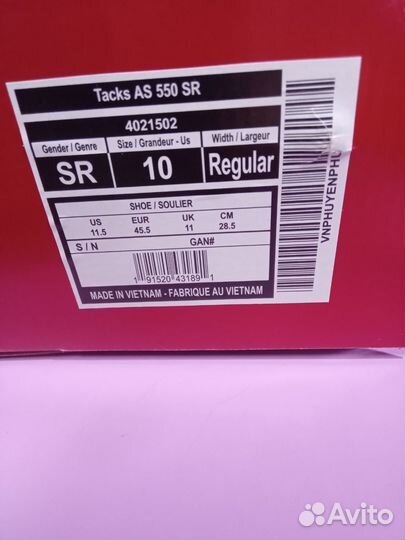 Tacks AS 550 SR
4021502
Gender / Genre Size / Grandeur - Us Width / Largeur
SR 10 Regular
SHOE / SOULIER
US EUR UK CM
11.5 45.5 11 28.5
S / N GAN#
1 91520 43189 1
MADE IN VIETNAM - FABRIQUE AU VIETNAM
VNPHUYENPHU
Avito